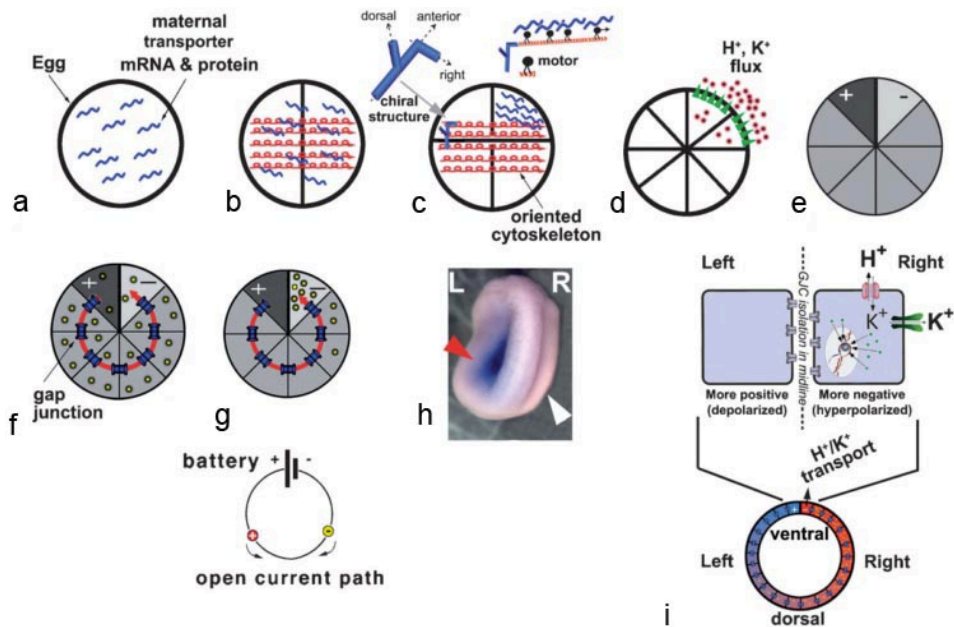 maternal
transporter
mRNA & protein
Egg
a
b
dorsal
anterior
right
chiral
structure
motor
oriented
cytoskeleton
c
H⁺, K⁺
flux
d
+ -
e
+ −
gap
junction
f
+ −
g
L R
h
Left
GJC isolation in midline
H⁺
Right
K⁺
K⁺
More positive
(depolarized)
More negative
(hyperpolarized)
H⁺/K⁺
transport
+ -
ventral
Left
Right
dorsal
i
battery + -
+ −
open current path